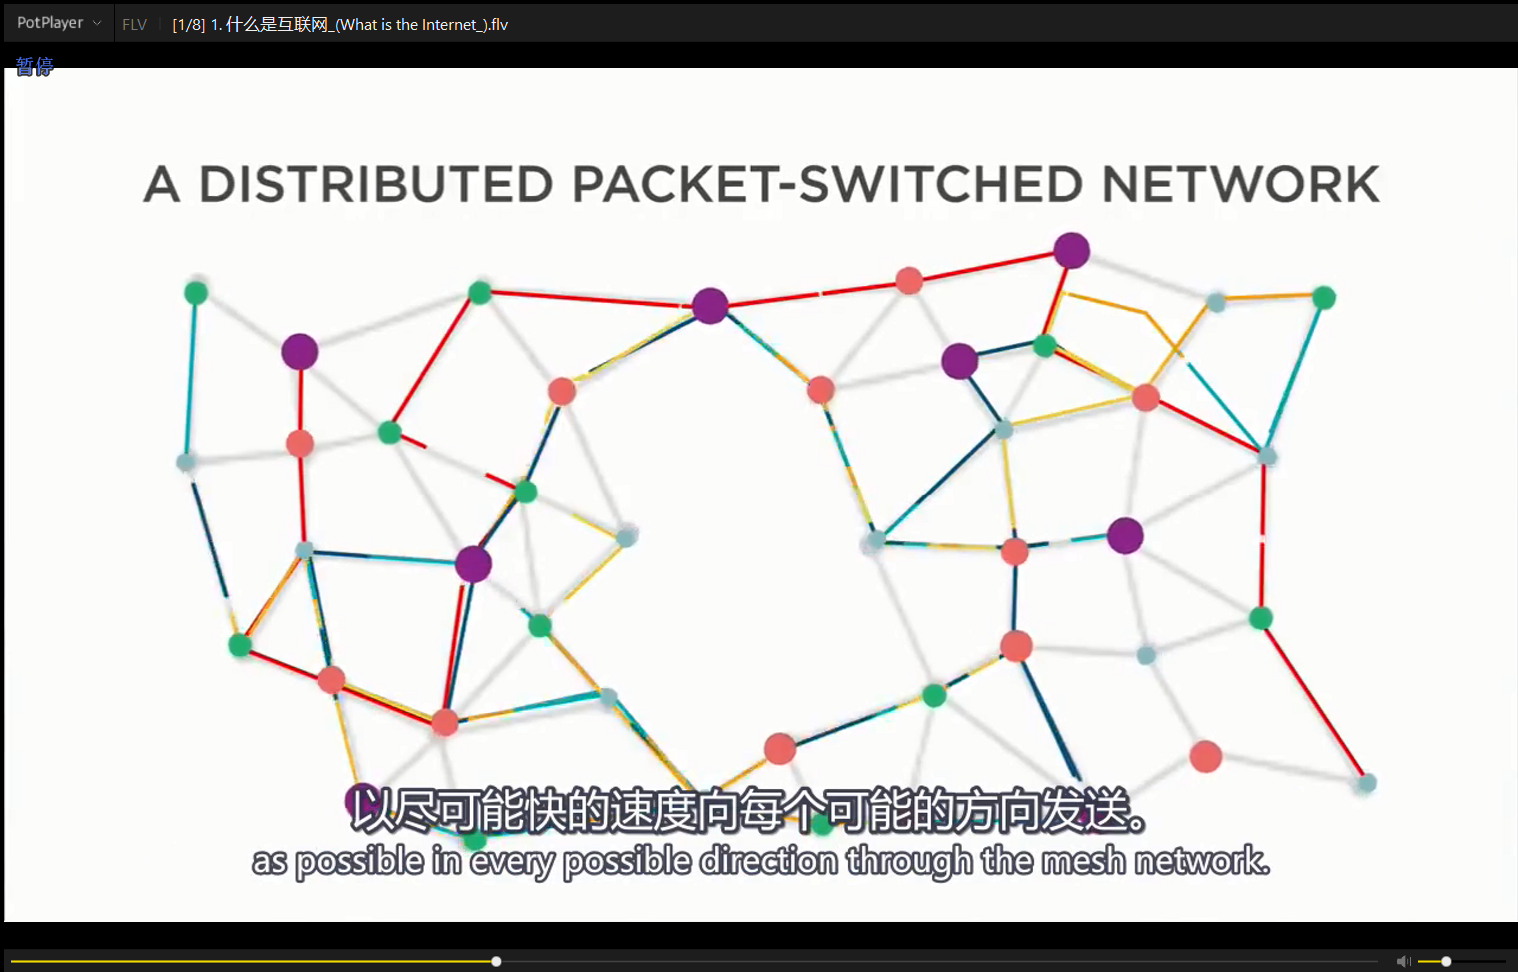 PotPlayer FLV [1/8] 1. 什么是互联网_(What is the Internet_).flv
暂停
A DISTRIBUTED PACKET-SWITCHED NETWORK
以尽可能快的速度向每个可能的方向发送。
as possible in every possible direction through the mesh network.